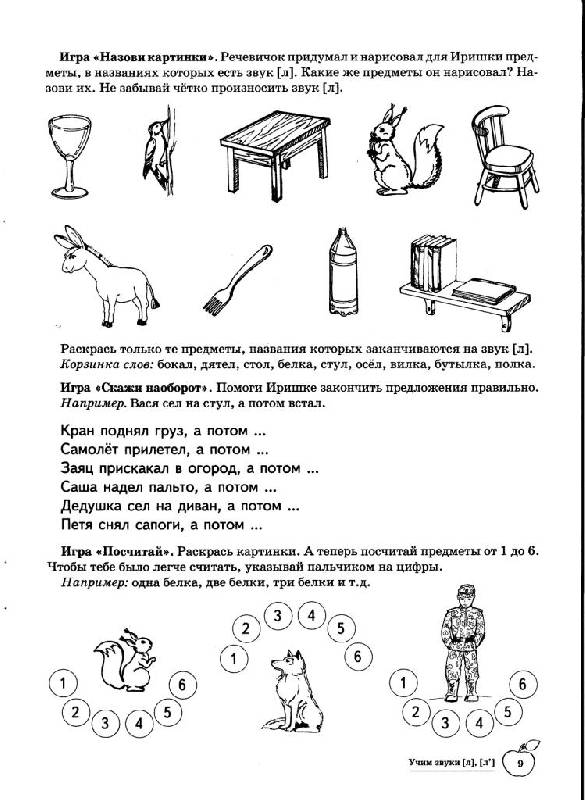 Игра «Назови картинки». Речевичок придумал и нарисовал для Иришки пред-
меты, в названиях которых есть звук [л]. Какие же предметы он нарисовал? На-
зови их. Не забывай чётко произносить звук [л].
Раскрась только те предметы, названия которых заканчиваются на звук [л].
Корзинка слов: бокал, дятел, стол, белка, стул, осёл, вилка, бутылка, полка.
Игра «Скажи наоборот». Помоги Иришке закончить предложения правильно.
Например. Вася сел на стул, а потом встал.
Кран поднял груз, а потом ...
Самолёт прилетел, а потом ...
Заяц прискакал в огород, а потом ...
Саша надел пальто, а потом ...
Дедушка сел на диван, а потом ...
Петя снял сапоги, а потом ...
Игра «Посчитай». Раскрась картинки. А теперь посчитай предметы от 1 до 6.
Чтобы тебе было легче считать, указывай пальчиком на цифры.
Например: одна белка, две белки, три белки и т.д.
1 2 3 4 5 6
1 2 3 4 5 6
1 2 3 4 5 6
Учим звуки [л], [л']
9